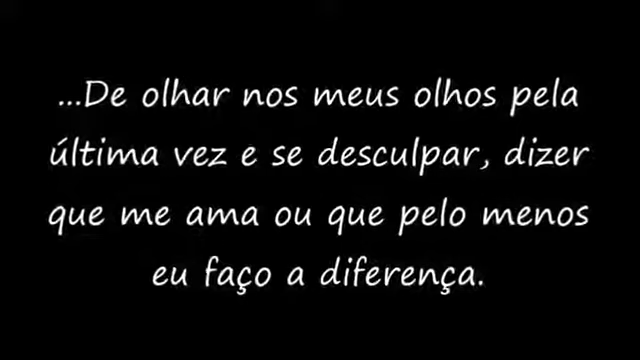 ...De olhar nos meus olhos pela
última vez e se desculpar, dizer
que me ama ou que pelo menos
eu faço a diferença.